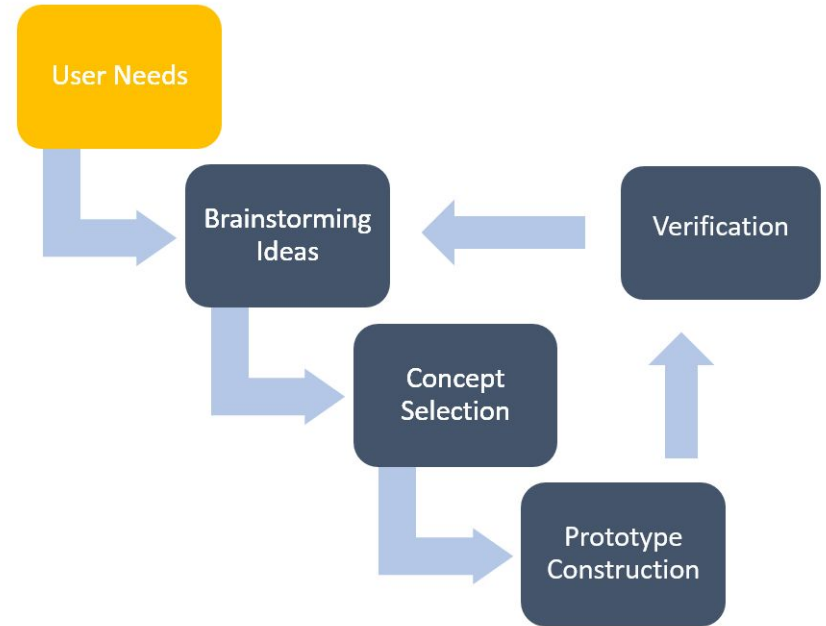 User Needs
Brainstorming
Ideas
Verification
Concept
Selection
Prototype
Construction